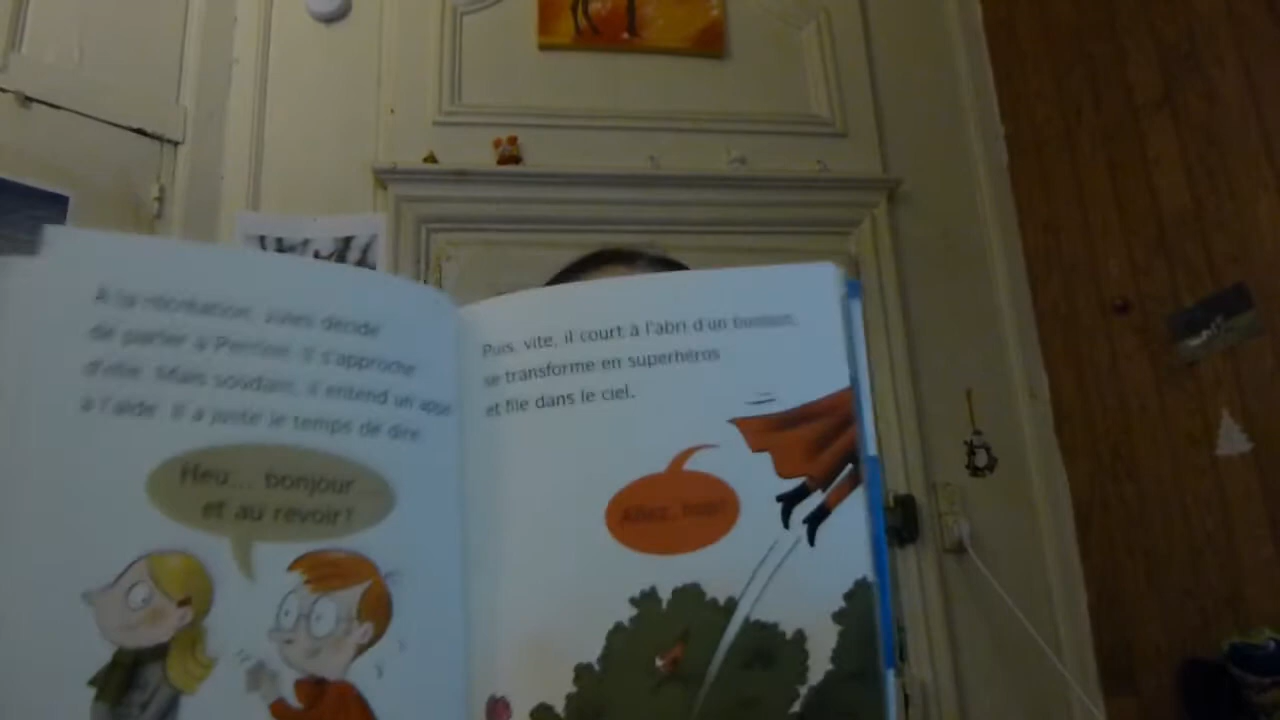 À la récréation, Jules décide
de parler à Perrine. Il s'approche
d'elle. Mais soudain, il entend un appel
à l'aide. Il a juste le temps de dire
Heu... bonjour...
et au revoir !
Puis, vite, il court à l'abri d'un buisson,
se transforme en superhéros
et file dans le ciel.
Allez, hop !